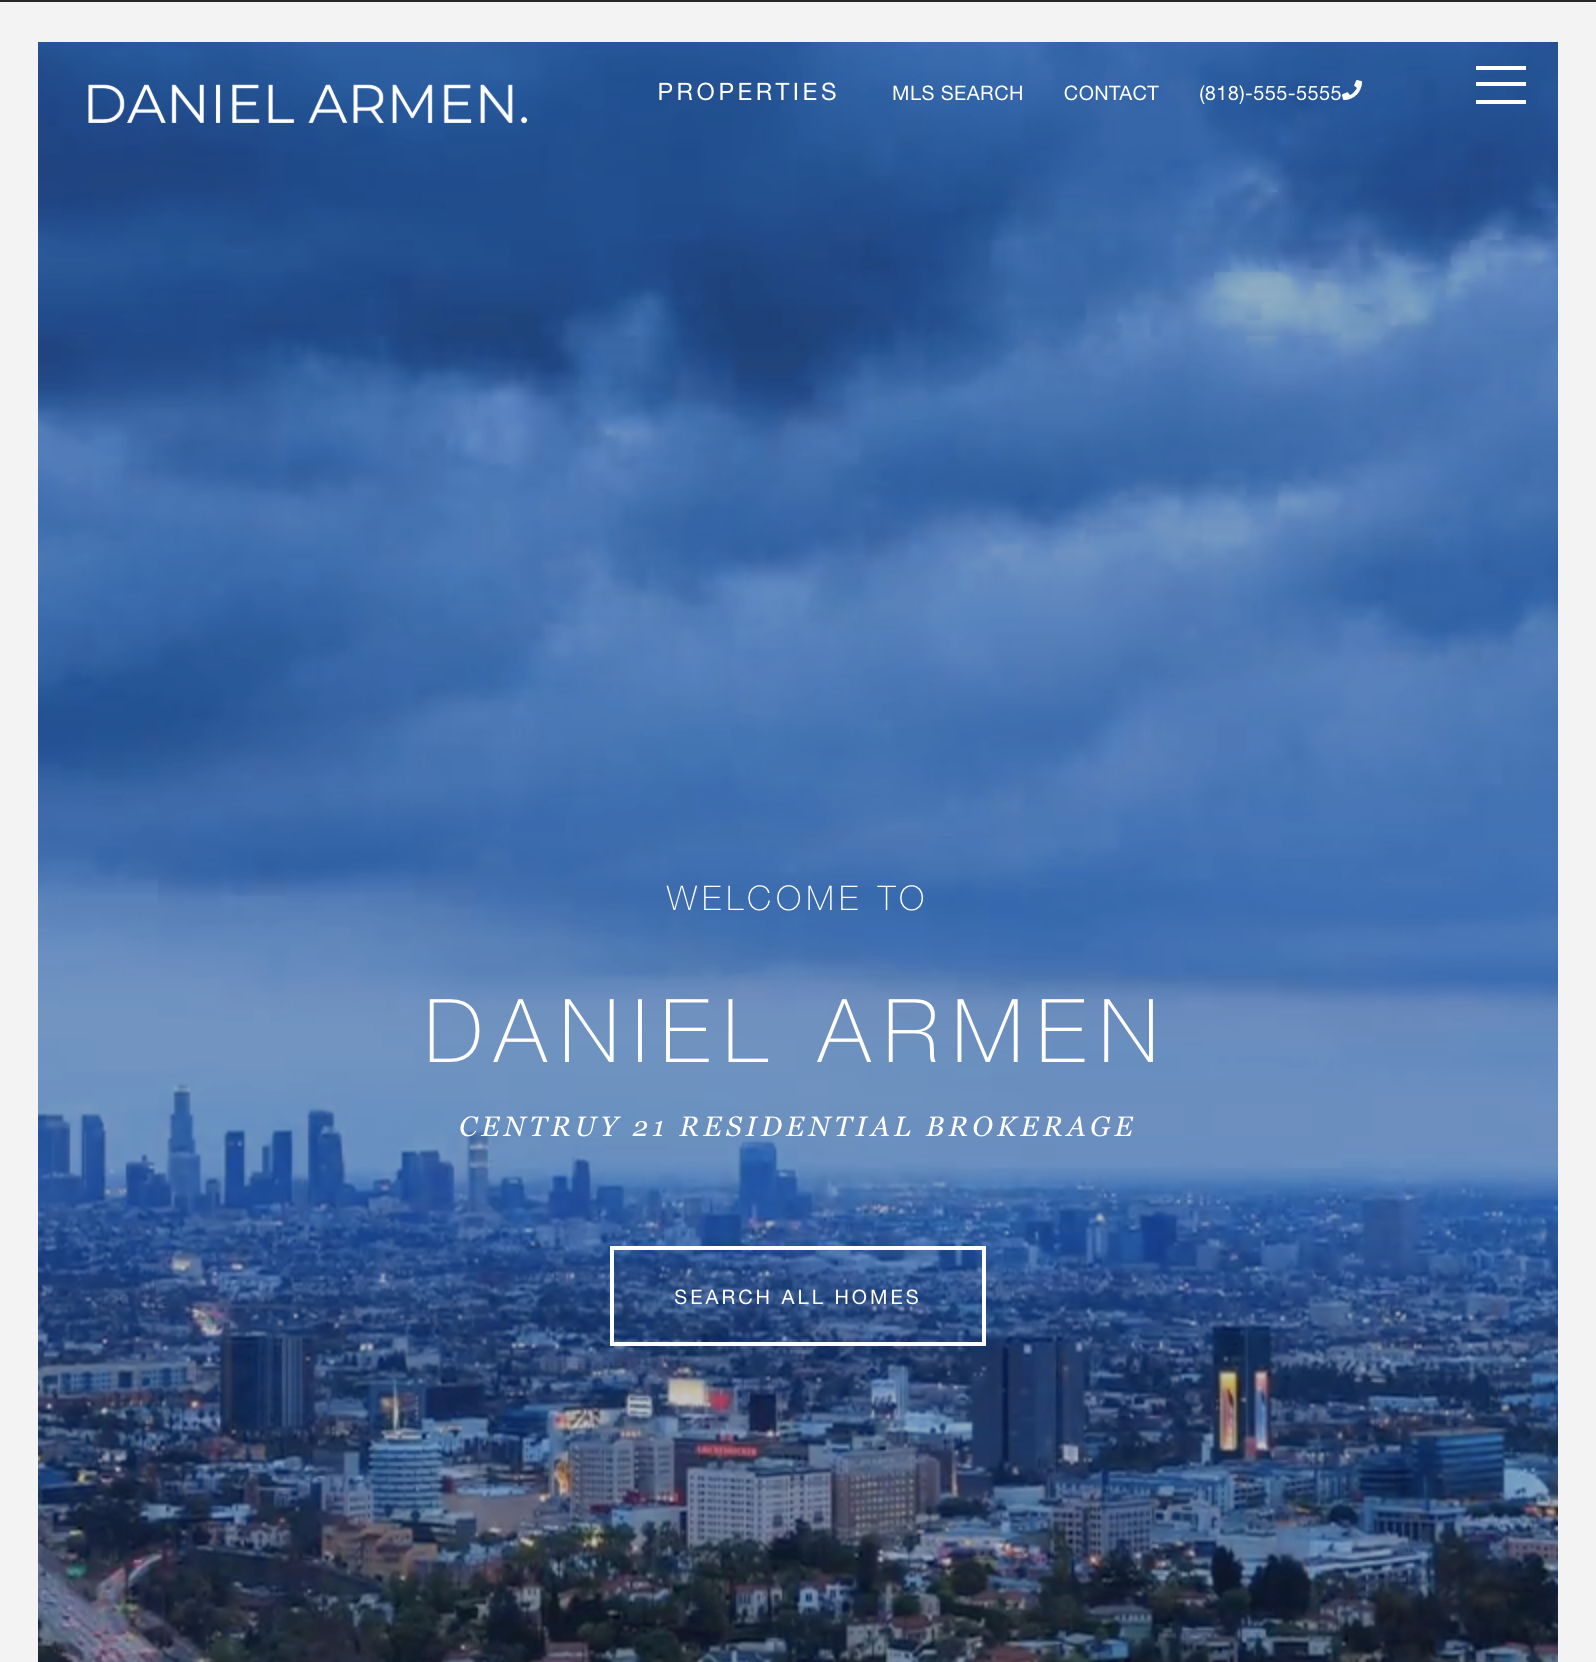 DANIEL ARMEN.
PROPERTIES MLS SEARCH CONTACT (818)-555-5555
WELCOME TO
DANIEL ARMEN
CENTRUY 21 RESIDENTIAL BROKERAGE
SEARCH ALL HOMES